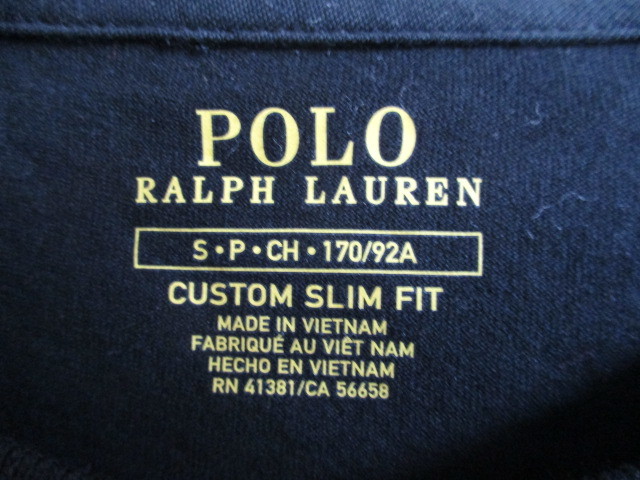 POLO
RALPH LAUREN
S • P • CH • 170/92A
CUSTOM SLIM FIT
MADE IN VIETNAM
FABRIQUÉ AU VIÊT NAM
HECHO EN VIETNAM
RN 41381/CA 56658